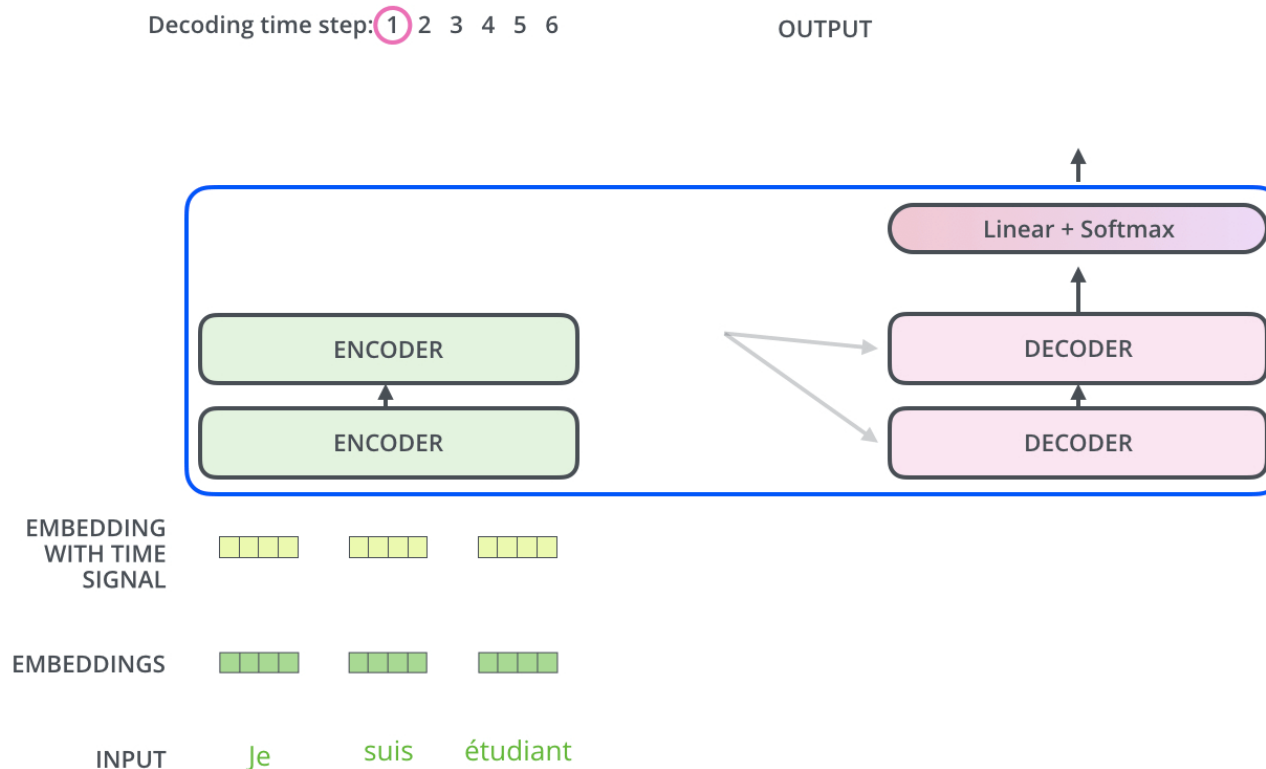 Decoding time step: 1 2 3 4 5 6
OUTPUT
Linear + Softmax
ENCODER
DECODER
ENCODER
DECODER
EMBEDDING
WITH TIME
SIGNAL
EMBEDDINGS
INPUT Je suis étudiant